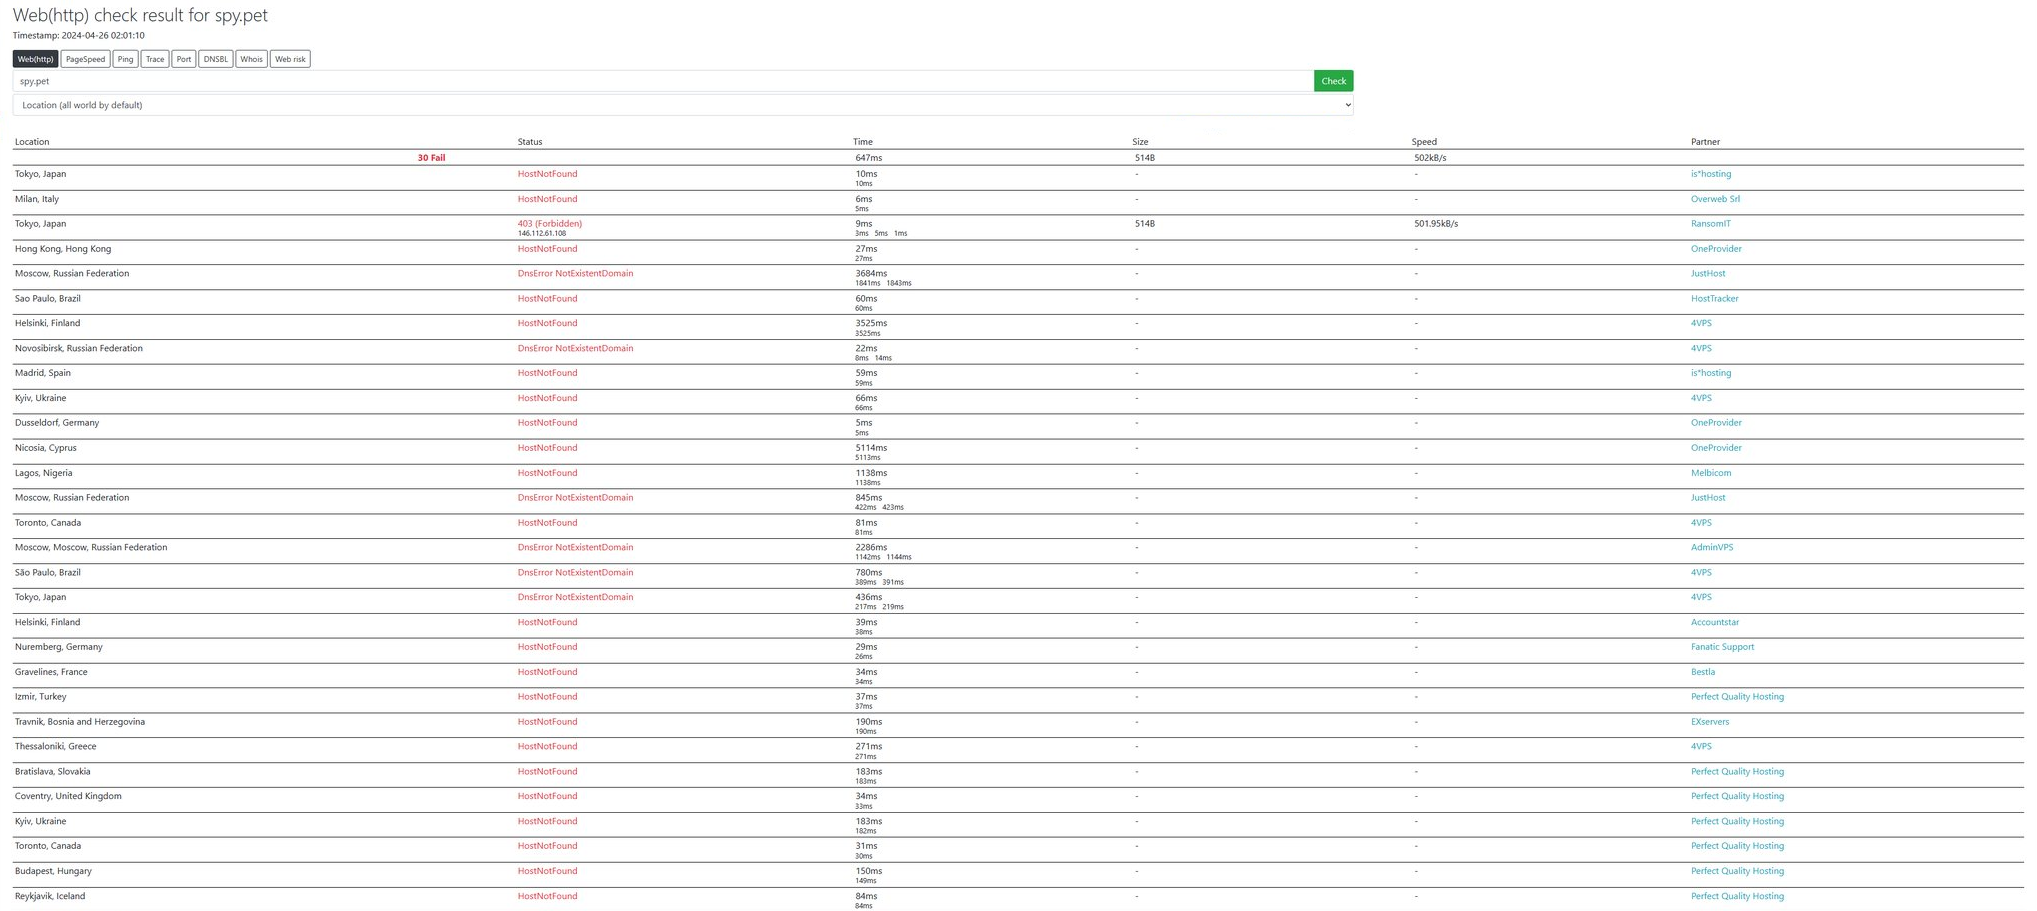 Web(http) check result for spy.pet
Timestamp: 2024-04-26 02:01:10
Web(http) PageSpeed Ping Trace Port DNSBL Whois Web risk
spy.pet Check
Location (all world by default)
Location Status Time Size Speed Partner
30 Fail 647ms 514B 502kB/s
Tokyo, Japan HostNotFound 10ms - - is*hosting
10ms
Milan, Italy HostNotFound 6ms - - Overweb Srl
5ms
Tokyo, Japan 403 (Forbidden) 9ms 514B 501.95kB/s RansomIT
146.112.61.108 3ms 5ms 1ms
Hong Kong, Hong Kong HostNotFound 27ms - - OneProvider
27ms
Moscow, Russian Federation DnsError NotExistentDomain 3684ms - - JustHost
1841ms 1843ms
Sao Paulo, Brazil HostNotFound 60ms - - HostTracker
60ms
Helsinki, Finland HostNotFound 3525ms - - 4VPS
3525ms
Novosibirsk, Russian Federation DnsError NotExistentDomain 22ms - - 4VPS
8ms 14ms
Madrid, Spain HostNotFound 59ms - - is*hosting
59ms
Kyiv, Ukraine HostNotFound 66ms - - 4VPS
66ms
Dusseldorf, Germany HostNotFound 5ms - - OneProvider
5ms
Nicosia, Cyprus HostNotFound 5114ms - - OneProvider
5113ms
Lagos, Nigeria HostNotFound 1138ms - - Melbicom
1138ms
Moscow, Russian Federation DnsError NotExistentDomain 845ms - - JustHost
422ms 423ms
Toronto, Canada HostNotFound 81ms - - 4VPS
81ms
Moscow, Moscow, Russian Federation DnsError NotExistentDomain 2286ms - - AdminVPS
1142ms 1144ms
São Paulo, Brazil DnsError NotExistentDomain 780ms - - 4VPS
389ms 391ms
Tokyo, Japan DnsError NotExistentDomain 436ms - - 4VPS
217ms 219ms
Helsinki, Finland HostNotFound 39ms - - Accountstar
38ms
Nuremberg, Germany HostNotFound 29ms - - Fanatic Support
26ms
Gravelines, France HostNotFound 34ms - - Bestla
34ms
Izmir, Turkey HostNotFound 37ms - - Perfect Quality Hosting
37ms
Travnik, Bosnia and Herzegovina HostNotFound 190ms - - EXservers
190ms
Thessaloniki, Greece HostNotFound 271ms - - 4VPS
271ms
Bratislava, Slovakia HostNotFound 183ms - - Perfect Quality Hosting
183ms
Coventry, United Kingdom HostNotFound 34ms - - Perfect Quality Hosting
33ms
Kyiv, Ukraine HostNotFound 183ms - - Perfect Quality Hosting
182ms
Toronto, Canada HostNotFound 31ms - - Perfect Quality Hosting
30ms
Budapest, Hungary HostNotFound 150ms - - Perfect Quality Hosting
149ms
Reykjavik, Iceland HostNotFound 84ms - - Perfect Quality Hosting
84ms